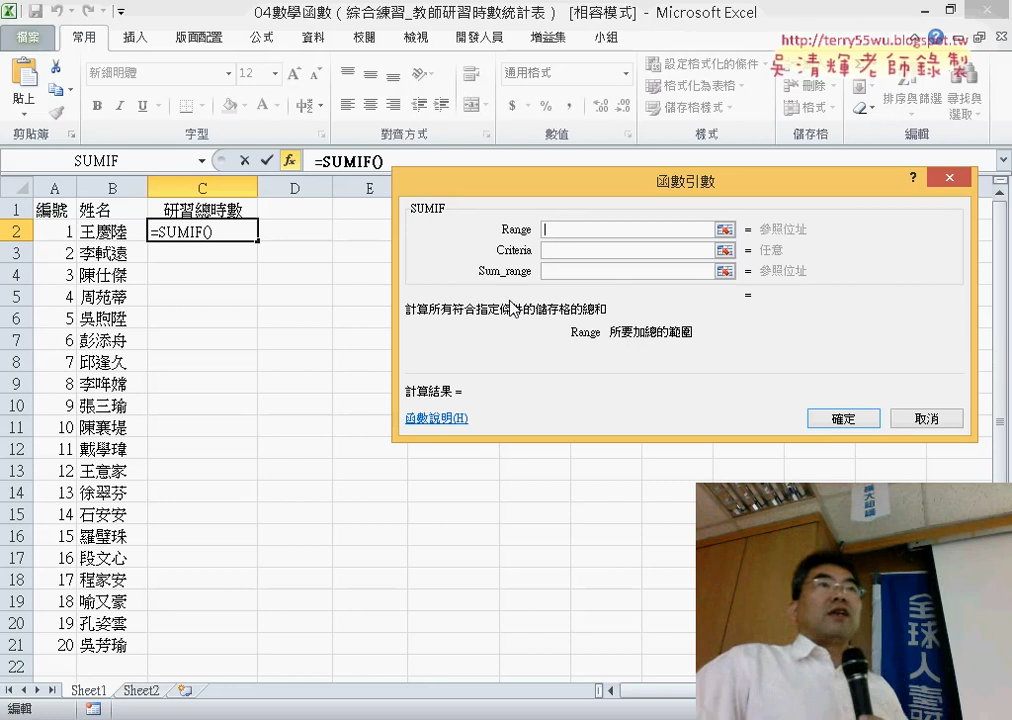 04數學函數（綜合練習_教師研習時數統計表） [相容模式] - Microsoft Excel
檔案 常用 插入 版面配置 公式 資料 校閱 檢視 開發人員 增益集 小組
http://terry55wu.blogspot.tw
吳清輝老師錄製
貼上 新細明體 12 通用格式 設定格式化的條件 刪除
B I U A 中 $ % , 格式化為表格 排序與篩選 尋找與選取
儲存格樣式 格式
剪貼簿 字型 對齊方式 數值 樣式 儲存格 編輯
SUMIF fx =SUMIF()
A B C D E
1 編號 姓名 研習總時數
2 1 王慶陞 =SUMIF()
3 2 李軾遠
4 3 陳仕傑
5 4 周苑蒂
6 5 吳煦陞
7 6 彭添舟
8 7 邱逢久
9 8 李哖嫦
10 9 張三瑜
11 10 陳襄堤
12 11 戴學瑋
13 12 王意家
14 13 徐翠芬
15 14 石安安
16 15 羅璧珠
17 16 段文心
18 17 程家安
19 18 喻又豪
20 19 孔姿雲
21 20 吳芳瑜
22
函數引數
SUMIF
Range = 參照位址
Criteria = 任意
Sum_range = 參照位址
=
計算所有符合指定條件的儲存格的總和
Range 所要加總的範圍
計算結果 =
函數說明(H)
確定 取消
Sheet1 Sheet2
編輯
全球人壽